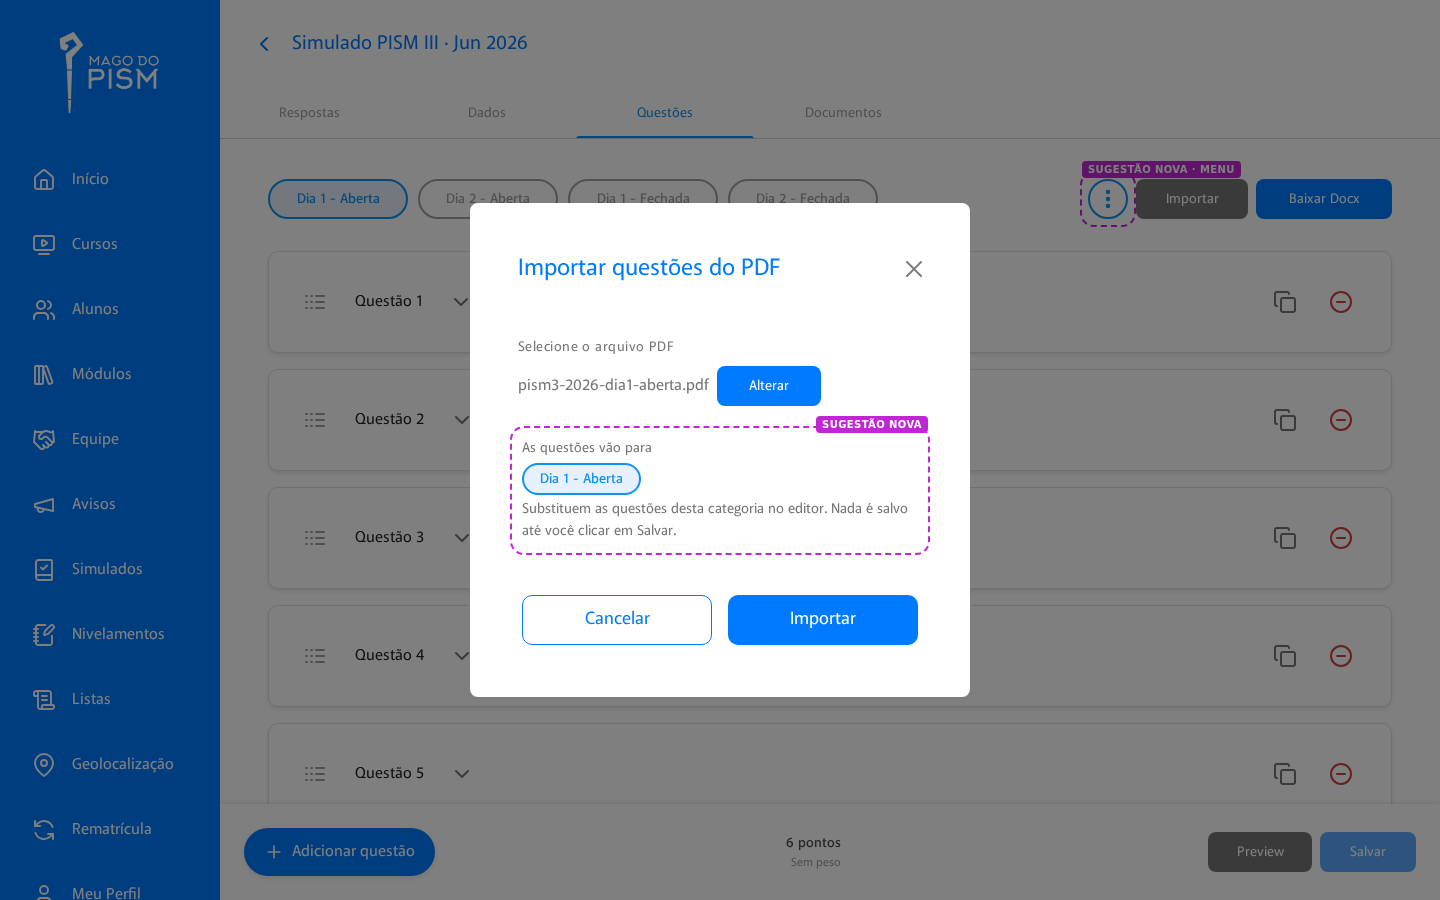 MAGO DO
PISM
Início
Cursos
Alunos
Módulos
Equipe
Avisos
Simulados
Nivelamentos
Listas
Geolocalização
Rematrícula
Meu Perfil
Simulado PISM III · Jun 2026
Respostas
Dados
Questões
Documentos
SUGESTÃO NOVA · MENU
Dia 1 - Aberta
Dia 2 - Aberta
Dia 1 - Fechada
Dia 2 - Fechada
Importar
Baixar Docx
Questão 1
Questão 2
Questão 3
Questão 4
Questão 5
Importar questões do PDF
Selecione o arquivo PDF
pism3-2026-dia1-aberta.pdf
Alterar
SUGESTÃO NOVA
As questões vão para
Dia 1 - Aberta
Substituem as questões desta categoria no editor. Nada é salvo
até você clicar em Salvar.
Cancelar
Importar
Adicionar questão
6 pontos
Sem peso
Preview
Salvar